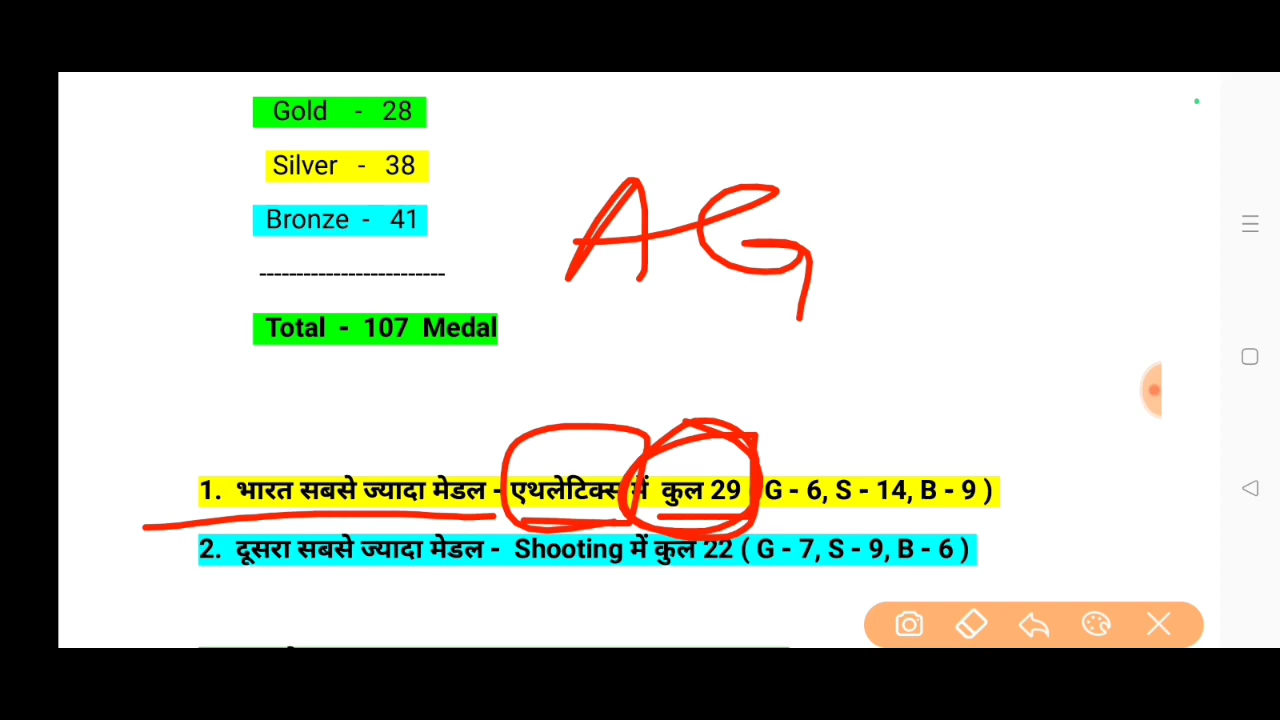 Gold - 28
Silver - 38
Bronze - 41
-------------------------
Total - 107 Medal
AG
1. भारत सबसे ज्यादा मेडल - एथलेटिक्स में कुल 29 ( G - 6, S - 14, B - 9 )
2. दूसरा सबसे ज्यादा मेडल - Shooting में कुल 22 ( G - 7, S - 9, B - 6 )